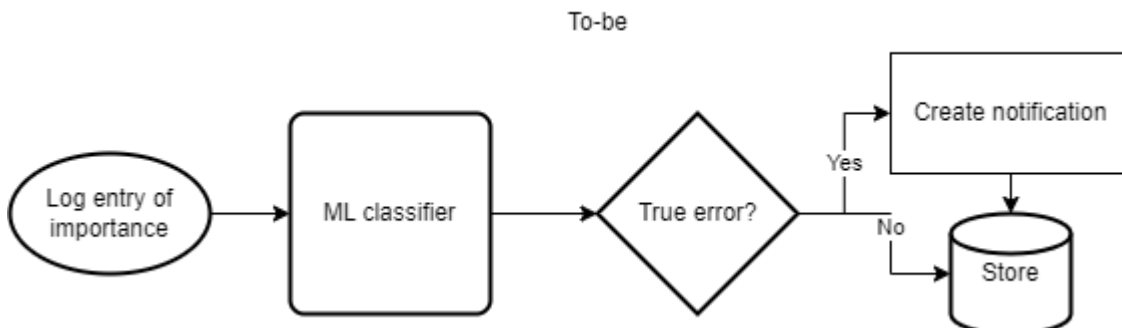 To-be
Log entry of
importance
ML classifier
True error?
Yes
No
Create notification
Store